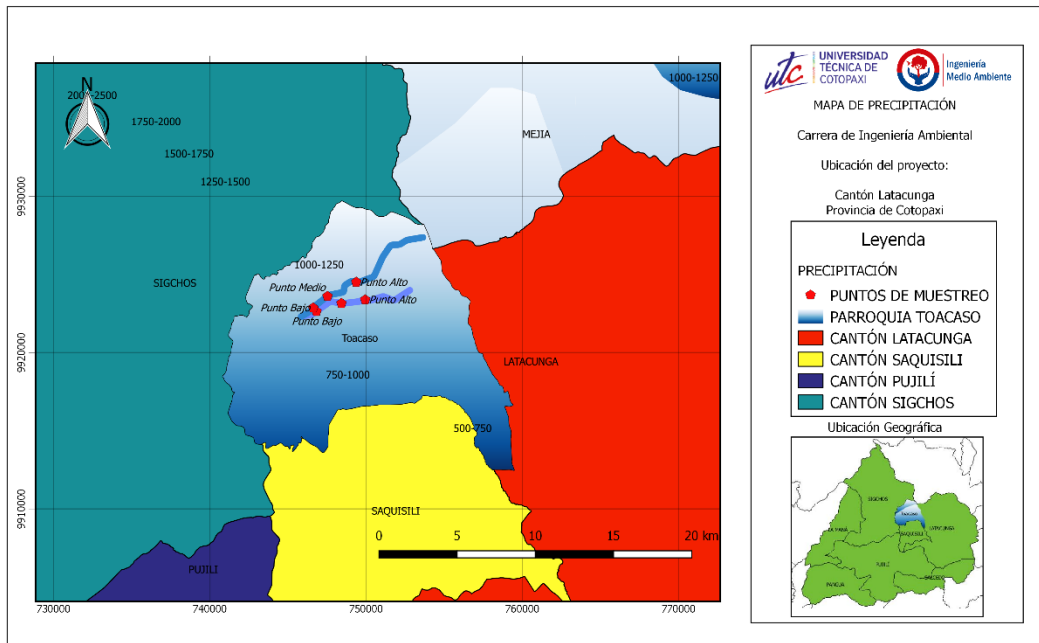 N
2000-2500
1750-2000
1500-1750
1250-1500
1000-1250
MEJIA
SIGCHOS
1000-1250
Punto Alto
Punto Medio
Punto Alto
Punto Bajo
Punto Bajo
Toacaso
LATACUNGA
750-1000
500-750
SAQUISILI
PUJILI
0 5 10 15 20 km
9930000
9920000
9910000
730000 740000 750000 760000 770000
utc
UNIVERSIDAD
TÉCNICA DE
COTOPAXI
Ingeniería
Medio Ambiente
MAPA DE PRECIPITACIÓN
Carrera de Ingeniería Ambiental
Ubicación del proyecto:
Cantón Latacunga
Provincia de Cotopaxi
Leyenda
PRECIPITACIÓN
PUNTOS DE MUESTREO
PARROQUIA TOACASO
CANTÓN LATACUNGA
CANTÓN SAQUISILI
CANTÓN PUJILÍ
CANTÓN SIGCHOS
Ubicación Geográfica
SIGCHOS
LA MANÁ
LATACUNGA
SAQUISILI
PUJILÍ
PANGUA
SALCEDO